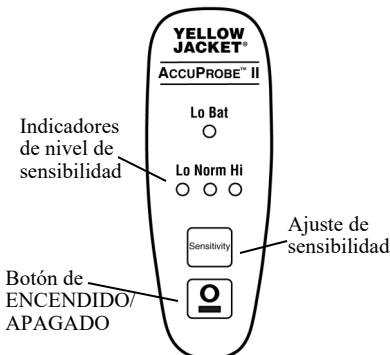 YELLOW
JACKET®
ACCUPROBE™ II
Lo Bat
Indicadores
de nivel de
sensibilidad
Lo Norm Hi
Sensitivity
Ajuste de
sensibilidad
Botón de
ENCENDIDO/
APAGADO